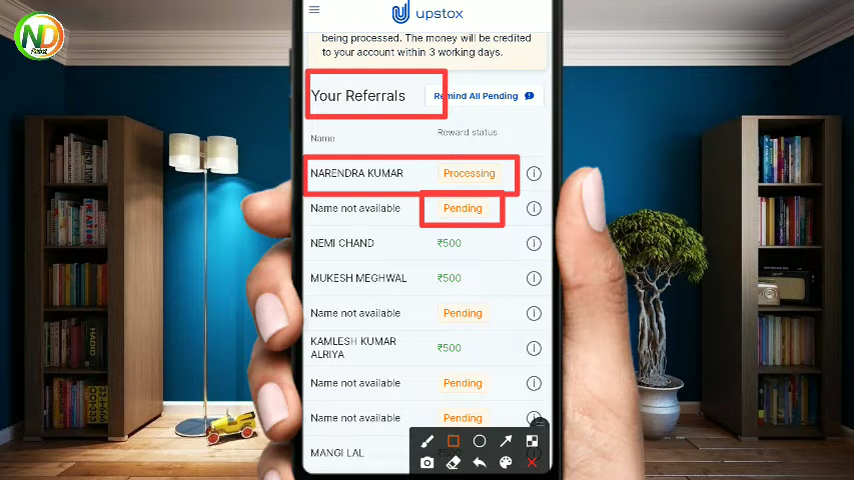 ND
Point
upstox
being processed. The money will be credited
to your account within 3 working days.
Your Referrals
Remind All Pending
Name
Reward status
NARENDRA KUMAR
Processing
Name not available
Pending
NEMI CHAND
₹500
MUKESH MEGHWAL
₹500
Name not available
Pending
KAMLESH KUMAR
ALRIYA
₹500
Name not available
Pending
Name not available
Pending
MANGI LAL